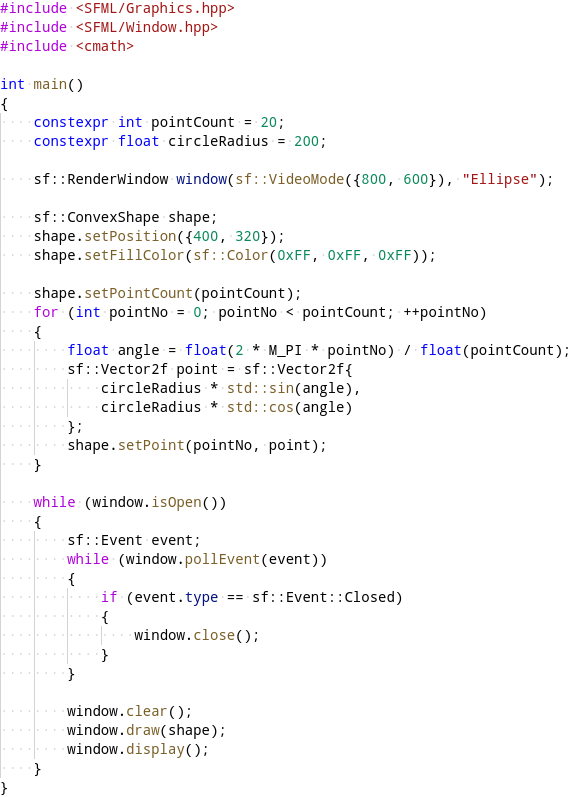 #include <SFML/Graphics.hpp>
#include <SFML/Window.hpp>
#include <cmath>

int main()
{
    constexpr int pointCount = 20;
    constexpr float circleRadius = 200;

    sf::RenderWindow window(sf::VideoMode({800, 600}), "Ellipse");

    sf::ConvexShape shape;
    shape.setPosition({400, 320});
    shape.setFillColor(sf::Color(0xFF, 0xFF, 0xFF));

    shape.setPointCount(pointCount);
    for (int pointNo = 0; pointNo < pointCount; ++pointNo)
    {
        float angle = float(2 * M_PI * pointNo) / float(pointCount);
        sf::Vector2f point = sf::Vector2f{
            circleRadius * std::sin(angle),
            circleRadius * std::cos(angle)
        };
        shape.setPoint(pointNo, point);
    }

    while (window.isOpen())
    {
        sf::Event event;
        while (window.pollEvent(event))
        {
            if (event.type == sf::Event::Closed)
            {
                window.close();
            }
        }

        window.clear();
        window.draw(shape);
        window.display();
    }
}